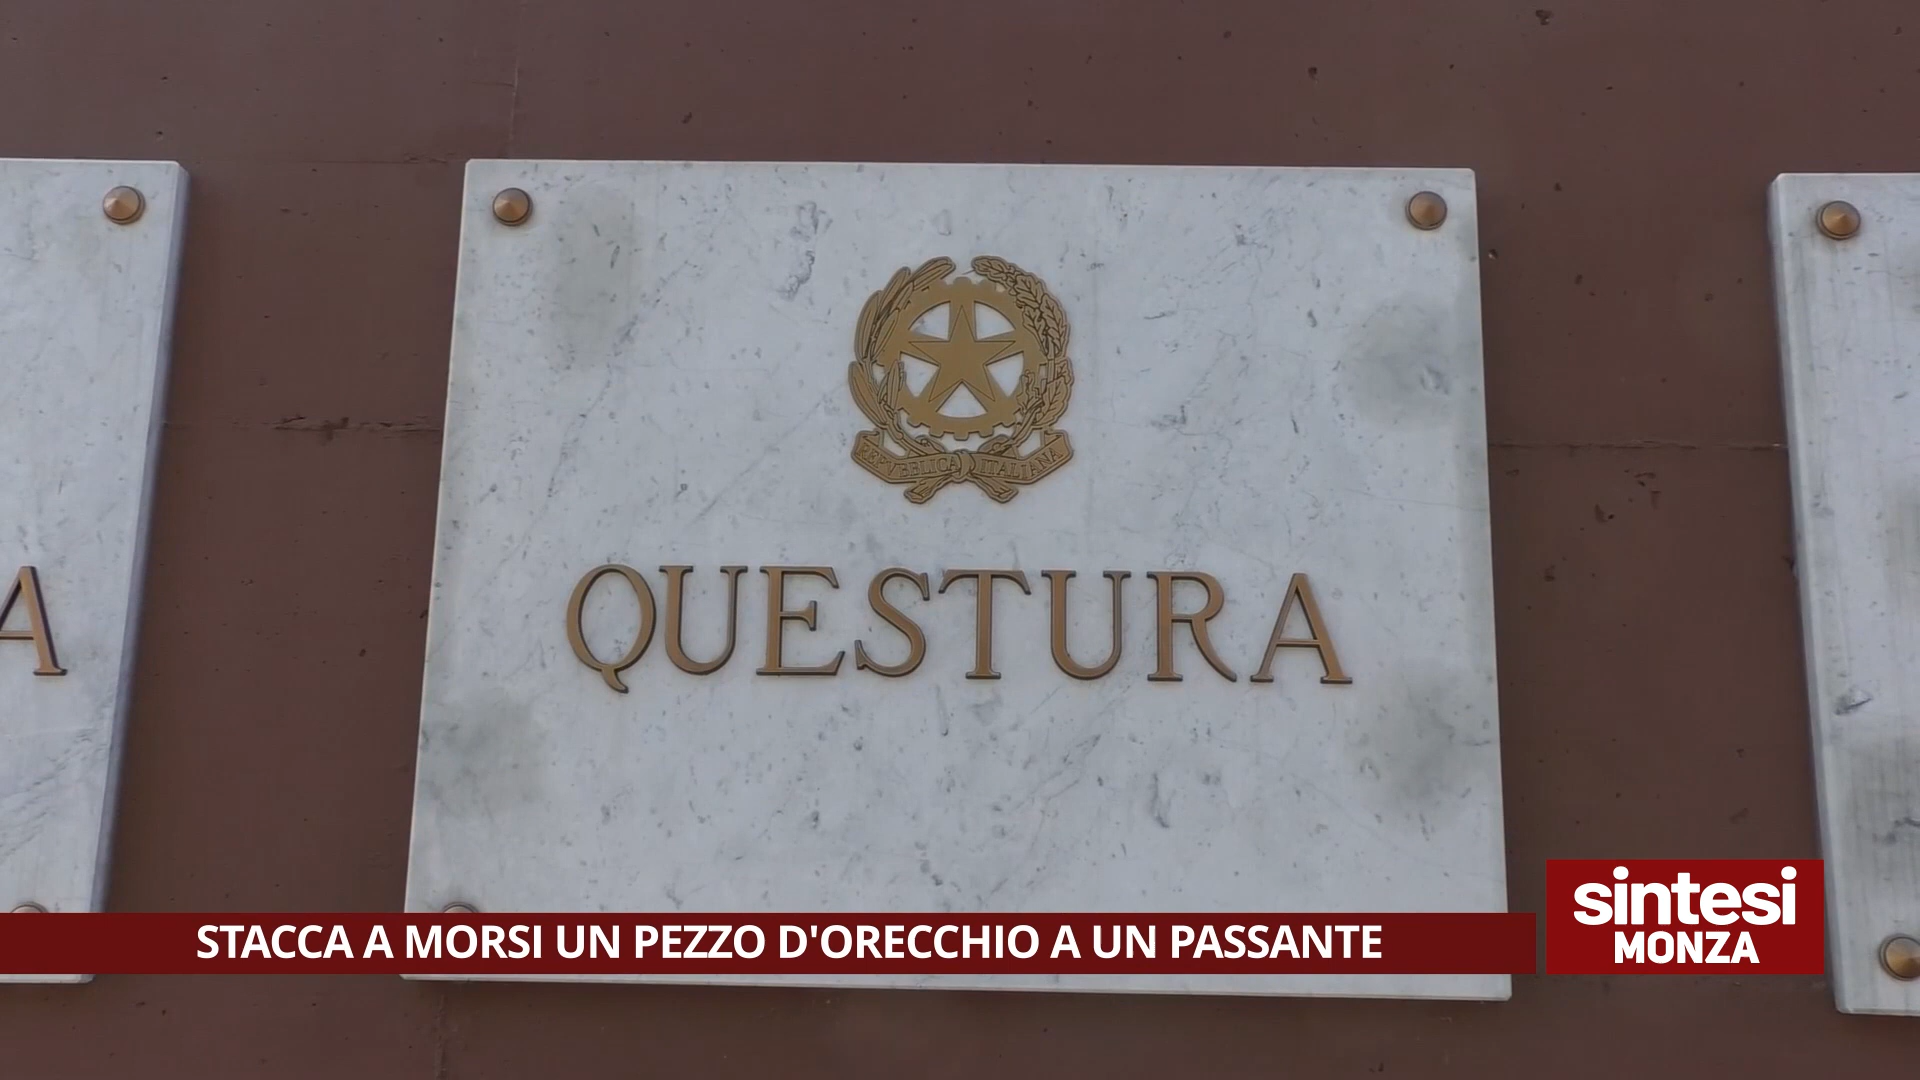 REPVBBLICA ITALIANA
A
QUESTURA
STACCA A MORSI UN PEZZO D'ORECCHIO A UN PASSANTE
sintesi
MONZA